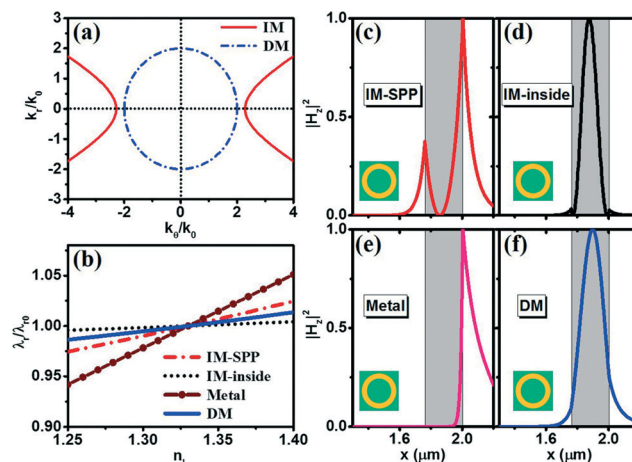 (a)
IM
DM
k_r/k_0
3
2
1
0
-1
-2
-3
-4 -2 0 2 4
k_θ/k_0
(b)
λ_r/λ_r0
1.05
1.00
0.95
0.90
IM-SPP
IM-inside
Metal
DM
1.25 1.30 1.35 1.40
(c)
IM-SPP
|H_z|²
1.0
0.5
0.0
(d)
IM-inside
(e)
Metal
|H_z|²
1.0
0.5
0
1.6 2.0
x (μm)
(f)
DM
1.6 2.0
x (μm)